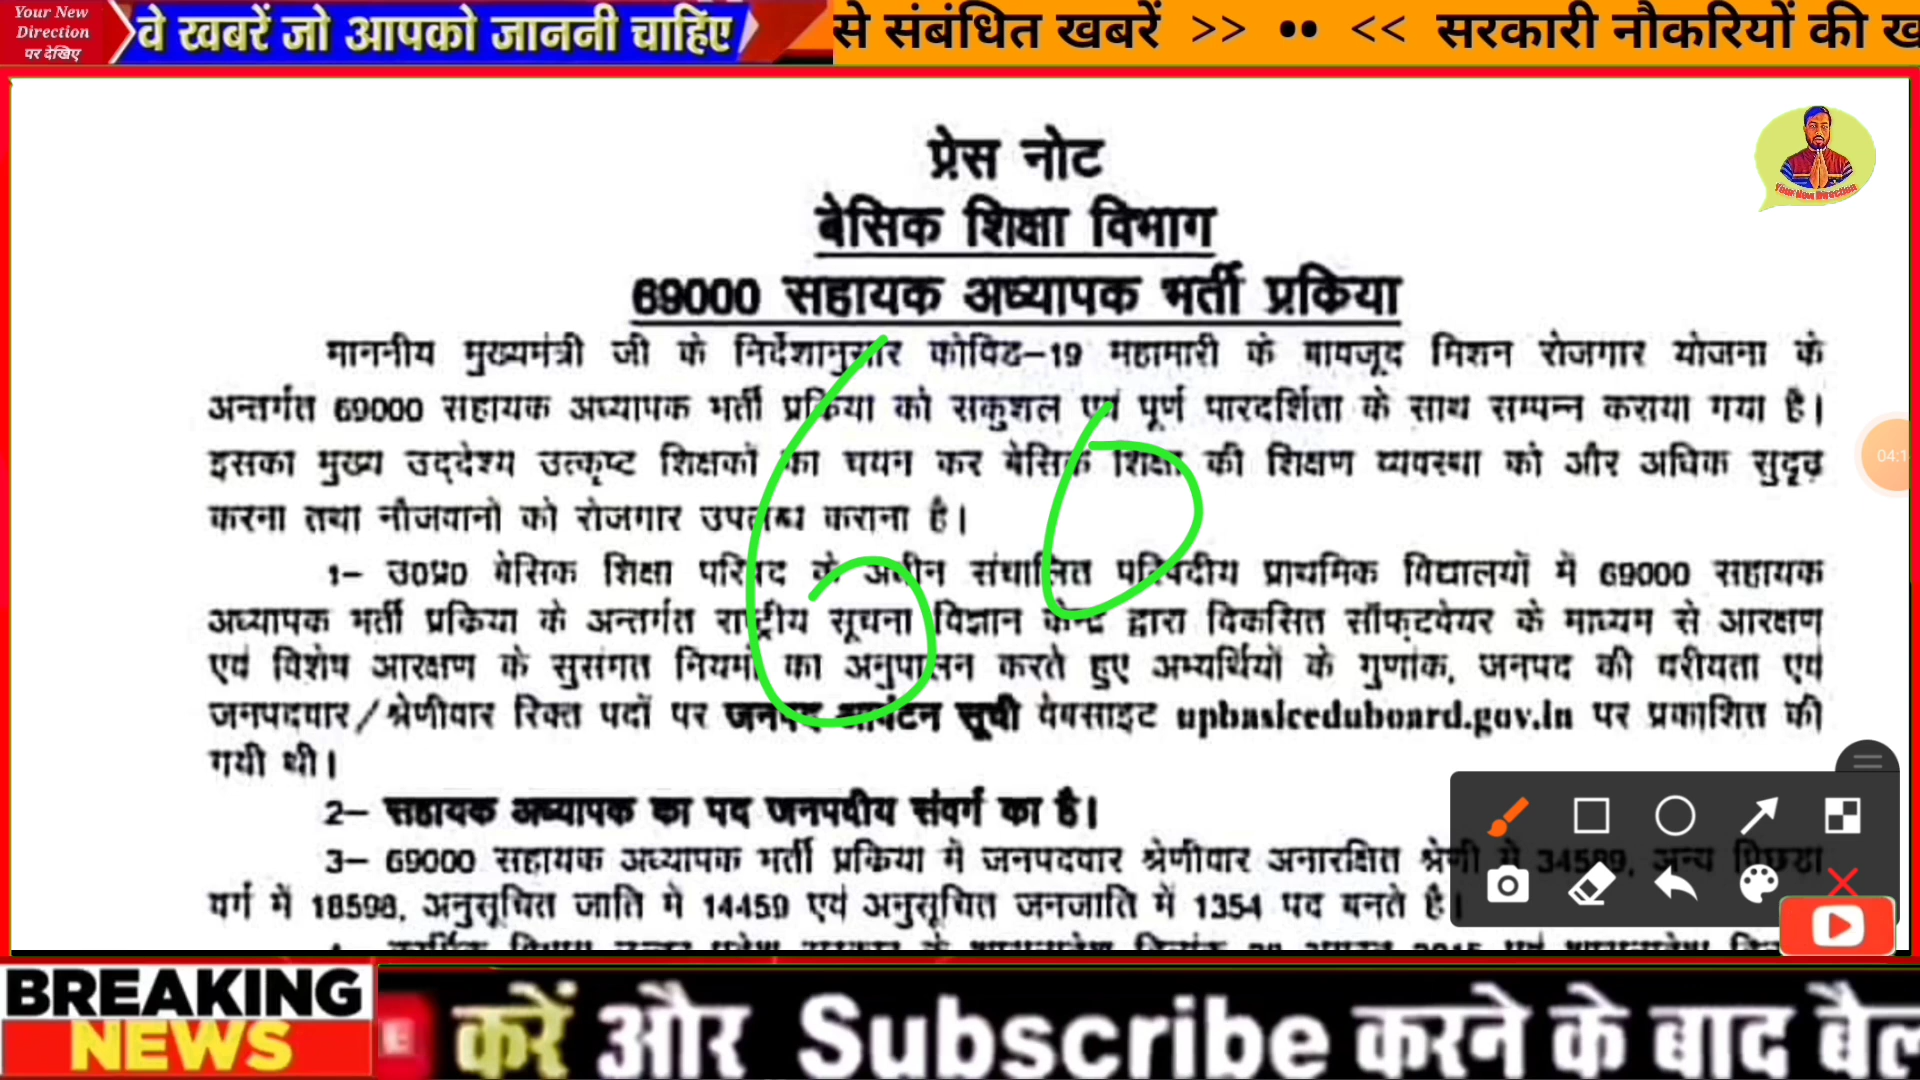 Your New
Direction
पर देखिए
वे खबरें जो आपको जाननी चाहिए
से संबंधित खबरें >> •• << सरकारी नौकरियों की ख
प्रेस नोट
बेसिक शिक्षा विभाग
69000 सहायक अध्यापक भर्ती प्रकिया
Your New Direction
माननीय मुख्यमंत्री जी के निर्देशानुसार कोविड–19 महामारी के बावजूद मिशन रोजगार योजना के
अन्तर्गत 69000 सहायक अध्यापक भर्ती प्रकिया को सकुशल एवं पूर्ण पारदर्शिता के साथ सम्पन्न कराया गया है।
इसका मुख्य उद्देश्य उत्कृष्ट शिक्षकों का चयन कर बेसिक शिक्षा की शिक्षण व्यवस्था को और अधिक सुदृढ़
04:1
करना तथा नौजवानो को रोजगार उपलब्ध कराना है।
60
1– उ0प्र0 बेसिक शिक्षा परिषद के अधीन संचालित परिषदीय प्राथमिक विद्यालयों में 69000 सहायक
अध्यापक भर्ती प्रकिया के अन्तर्गत राष्ट्रीय सूचना विज्ञान केन्द्र द्वारा विकसित सॉफ्टवेयर के माध्यम से आरक्षण
एवं विशेष आरक्षण के सुसंगत नियमों का अनुपालन करते हुए अभ्यर्थियों के गुणांक, जनपद की वरीयता एवं
जनपदवार/श्रेणीवार रिक्त पदों पर जनपद आवंटन सूची वेबसाइट upbasiceduboard.gov.in पर प्रकाशित की
गयी थी।
2– सहायक अध्यापक का पद जनपदीय संवर्ग का है।
3– 69000 सहायक अध्यापक भर्ती प्रकिया में जनपदवार श्रेणीवार अनारक्षित श्रेणी में 34589, अन्य पिछडा
वर्ग में 18598, अनुसूचित जाति मे 14459 एवं अनुसूचित जनजाति में 1354 पद बनते है।
BREAKING
NEWS
E करें और Subscribe करने के बाद बैल